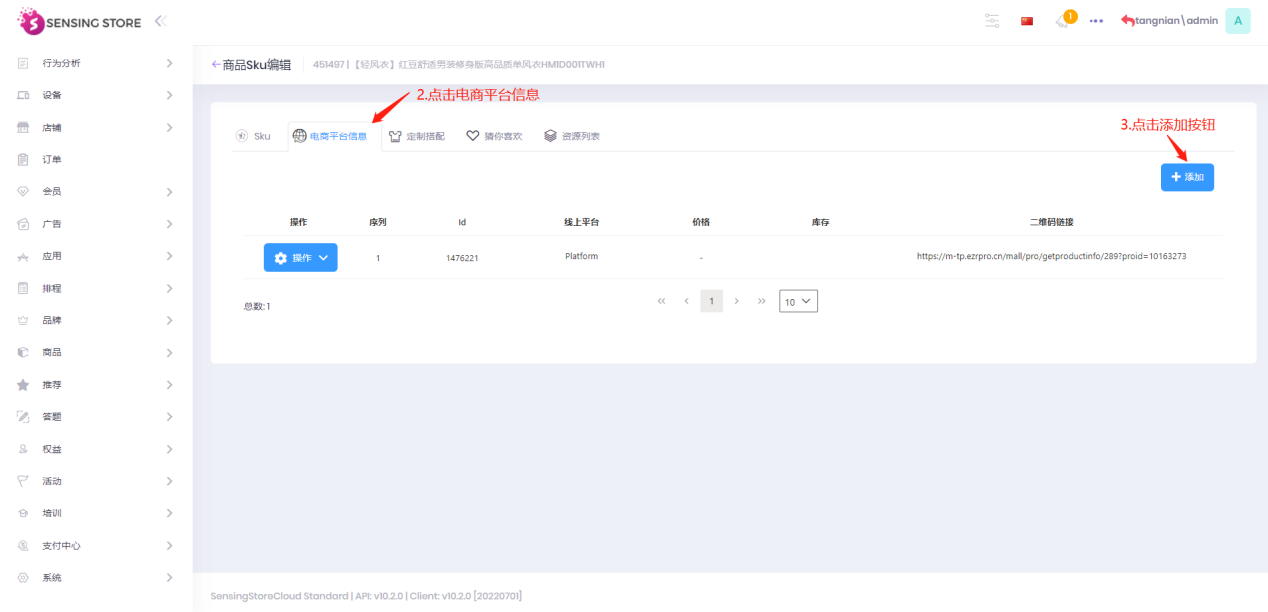 SENSING STORE
1
tangnian\admin
A
行为分析
设备
店铺
订单
会员
广告
应用
排程
品牌
商品
推荐
答题
权益
活动
培训
支付中心
系统
商品Sku编辑
451497 | 【轻风衣】红豆舒适男装修身版高品质单风衣HM1D001TWH1
2.点击电商平台信息
3.点击添加按钮
Sku 电商平台信息 定制搭配 猜你喜欢 资源列表
+ 添加
操作 序列 Id 线上平台 价格 库存 二维码链接
操作 1 1476221 Platform - https://m-tp.ezrpro.cn/mall/pro/getproductinfo/289?proid=10163273
总数:1
« ‹ 1 › » 10
SensingStoreCloud Standard | API: v10.2.0 | Client: v10.2.0 [20220701]